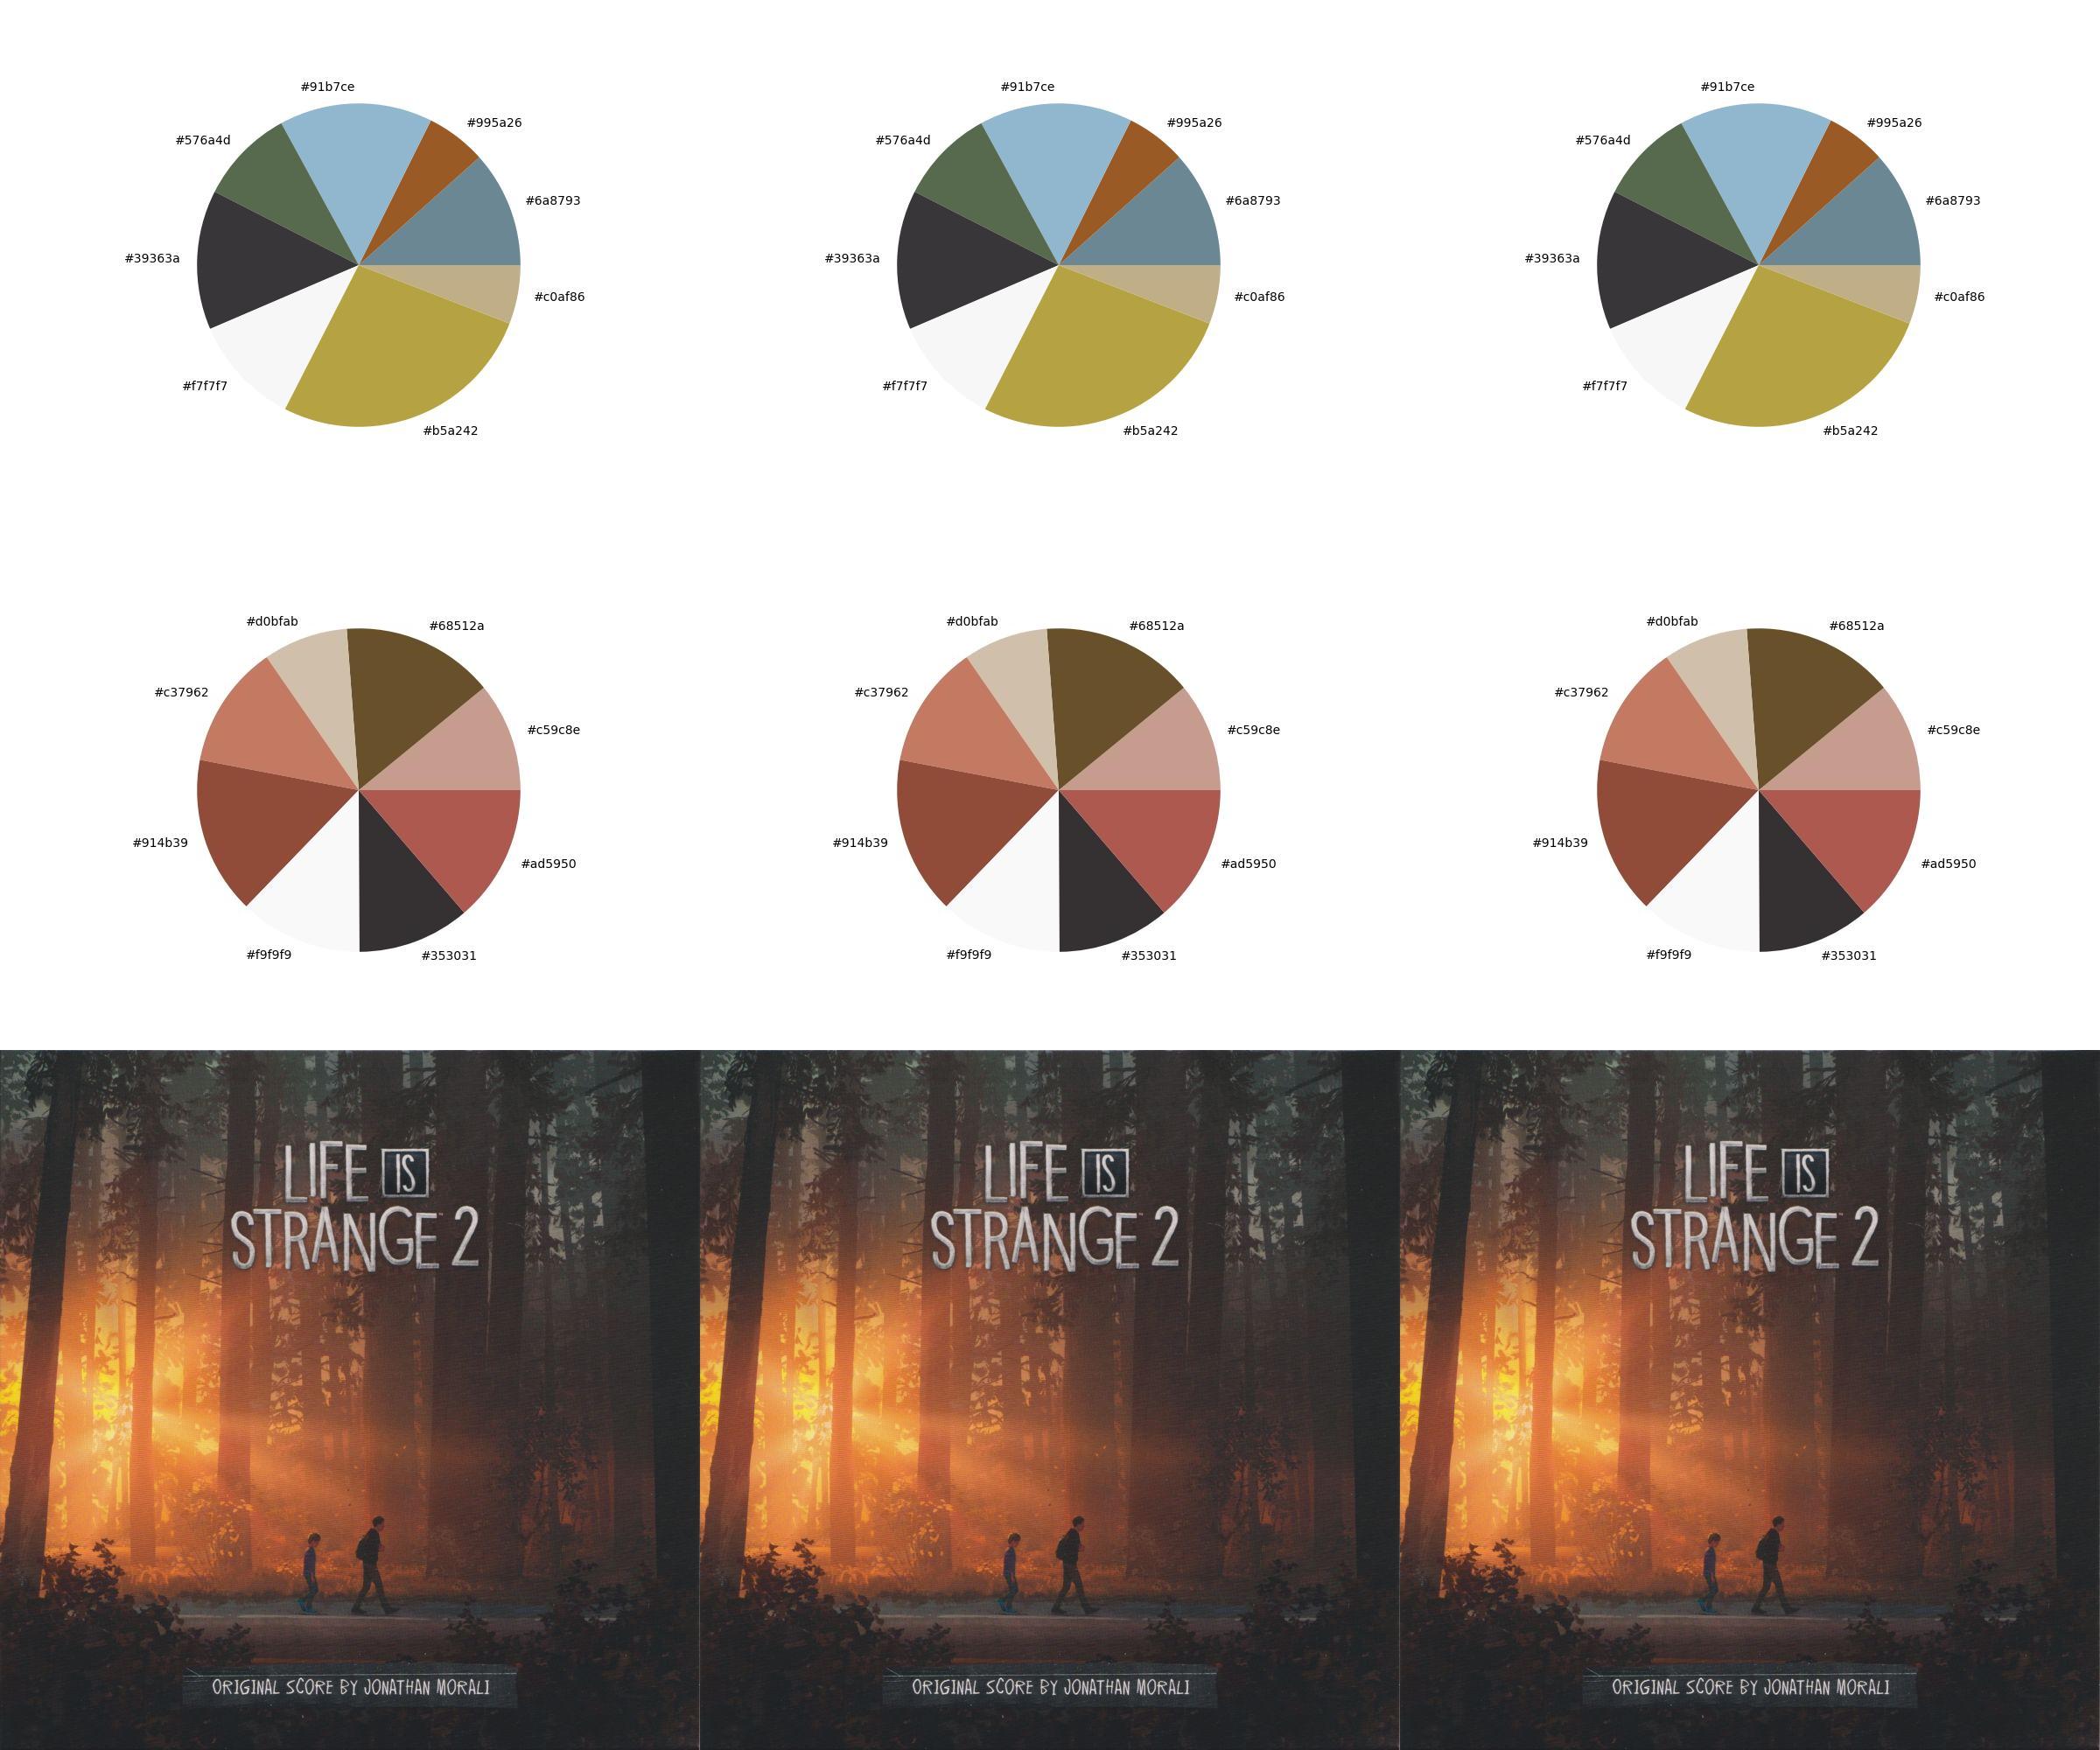 #91b7ce #91b7ce #91b7ce
#995a26 #995a26 #995a26
#576a4d #576a4d #576a4d
#6a8793 #6a8793 #6a8793
#39363a #39363a #39363a
#c0af86 #c0af86 #c0af86
#f7f7f7 #f7f7f7 #f7f7f7
#b5a242 #b5a242 #b5a242
#d0bfab #68512a #d0bfab #68512a #d0bfab #68512a
#c37962 #c37962 #c37962
#c59c8e #c59c8e #c59c8e
#914b39 #914b39 #914b39
#ad5950 #ad5950 #ad5950
#f9f9f9 #353031 #f9f9f9 #353031 #f9f9f9 #353031
LIFE IS
STRANGE 2
ORIGINAL SCORE BY JONATHAN MORALI
LIFE IS
STRANGE 2
ORIGINAL SCORE BY JONATHAN MORALI
LIFE IS
STRANGE 2
ORIGINAL SCORE BY JONATHAN MORALI